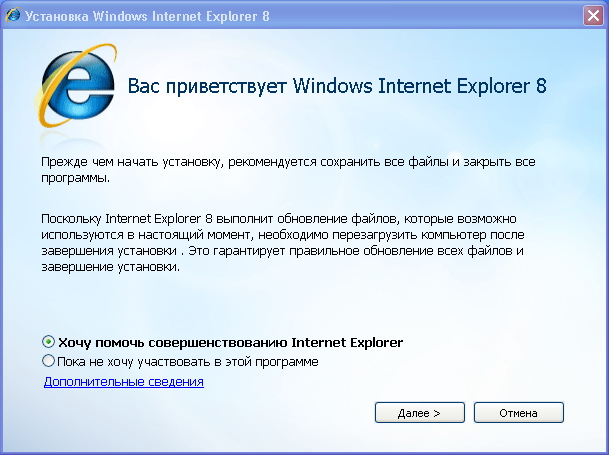 Установка Windows Internet Explorer 8
Вас приветствует Windows Internet Explorer 8
Прежде чем начать установку, рекомендуется сохранить все файлы и закрыть все
программы.
Поскольку Internet Explorer 8 выполнит обновление файлов, которые возможно
используются в настоящий момент, необходимо перезагрузить компьютер после
завершения установки . Это гарантирует правильное обновление всех файлов и
завершение установки.
Хочу помочь совершенствованию Internet Explorer
Пока не хочу участвовать в этой программе
Дополнительные сведения
Далее >
Отмена